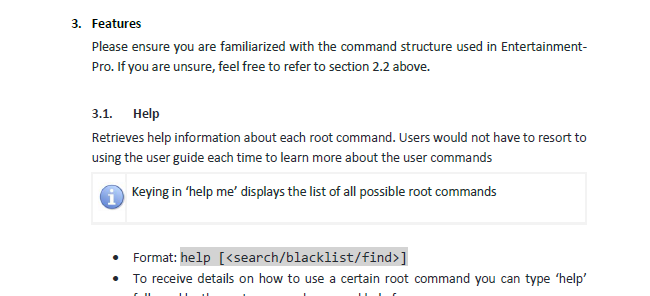 3. Features
Please ensure you are familiarized with the command structure used in Entertainment-
Pro. If you are unsure, feel free to refer to section 2.2 above.
3.1. Help
Retrieves help information about each root command. Users would not have to resort to
using the user guide each time to learn more about the user commands
Keying in ‘help me’ displays the list of all possible root commands
• Format: help [<search/blacklist/find>]
• To receive details on how to use a certain root command you can type ‘help’